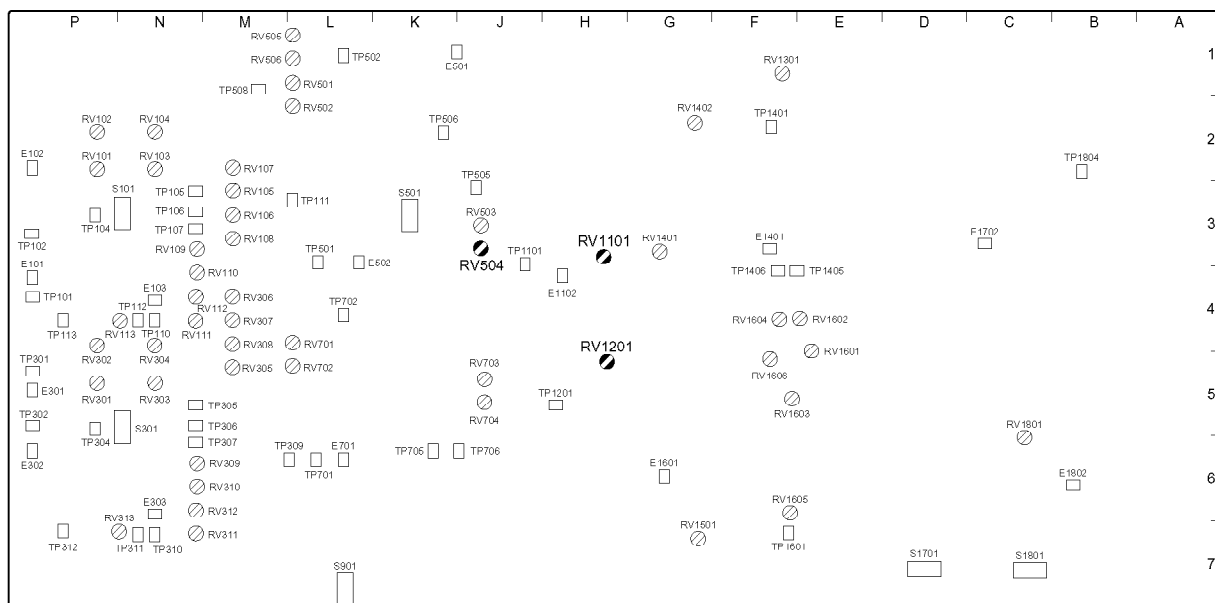 P N M L K J H G F E D C B A
RV505
TP502
E501
1
RV506
RV1301
TP508
RV501
RV502
RV1402
TP1401
RV102
RV104
TP506
2
E102
RV101
RV103
RV107
TP1804
S101
TP105
RV105
TP111
S501
TP505
TP106
RV106
RV503
TP104
TP107
RV108
3
TP102
RV109
TP501
E502
RV504
TP1101
RV1101
RV1401
E1401
E1702
E101
RV110
E1102
TP1406
TP1405
TP101
E103
RV306
TP702
TP112
RV112
4
TP113
RV113
TP110
RV111
RV307
RV1604
RV1602
RV302
RV304
RV308
RV701
RV1201
RV1601
TP301
RV305
RV702
RV703
RV1606
E301
RV301
RV303
TP1201
5
TP302
TP305
RV704
RV1603
TP304
S301
TP306
RV1801
E302
TP307
TP309
E701
TP705
TP706
RV309
TP701
E1601
E1802
6
RV310
E303
RV312
RV1605
RV313
RV311
RV1501
TP312
TP311
TP310
TP1601
S901
S1701
S1801
7